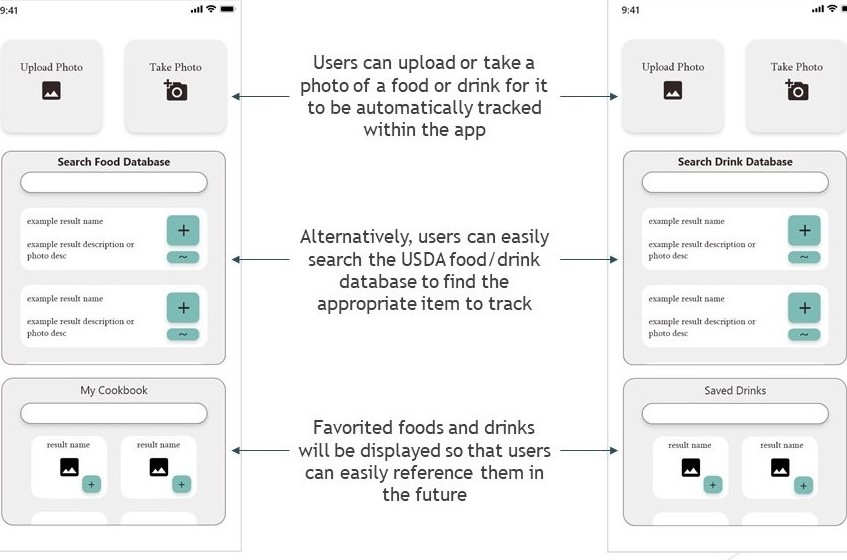 9:41
Upload Photo
Take Photo
Search Food Database
example result name
+
example result description or
photo desc
~
example result name
+
example result description or
photo desc
~
My Cookbook
result name
+
result name
+
Users can upload or take a
photo of a food or drink for it
to be automatically tracked
within the app
Alternatively, users can easily
search the USDA food/drink
database to find the
appropriate item to track
Favorited foods and drinks
will be displayed so that users
can easily reference them in
the future
9:41
Upload Photo
Take Photo
Search Drink Database
example result name
+
example result description or
photo desc
~
example result name
+
example result description or
photo desc
~
Saved Drinks
result name
+
result name
+